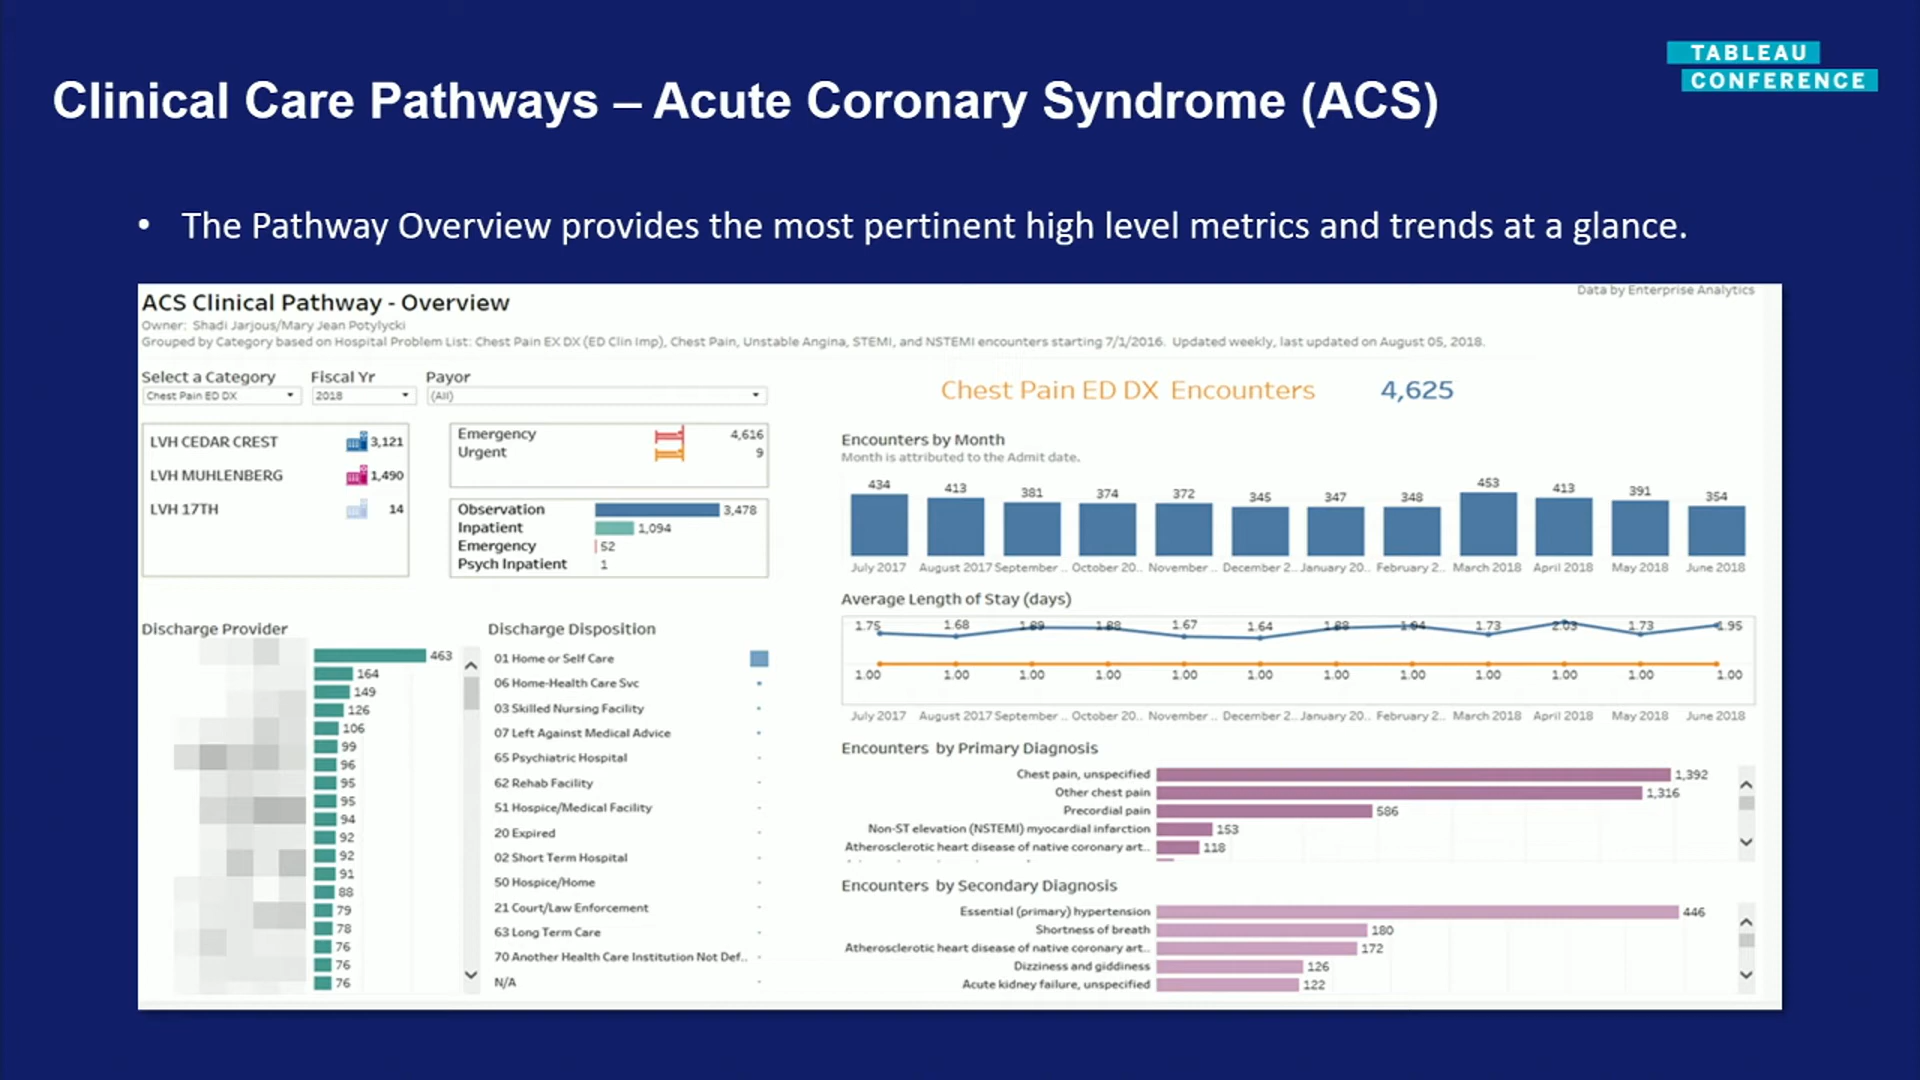 TABLEAU
CONFERENCE
Clinical Care Pathways – Acute Coronary Syndrome (ACS)
• The Pathway Overview provides the most pertinent high level metrics and trends at a glance.
ACS Clinical Pathway - Overview
Data by Enterprise Analytics
Owner: Shadi Jarjous/Mary Jean Potylycki
Grouped by Category based on Hospital Problem List: Chest Pain EX DX (ED Clin Imp), Chest Pain, Unstable Angina, STEMI, and NSTEMI encounters starting 7/1/2016. Updated weekly, last updated on August 05, 2018.
Select a Category Fiscal Yr Payor
Chest Pain ED DX 2018 (All)
LVH CEDAR CREST 3,121
LVH MUHLENBERG 1,490
LVH 17TH 14
Emergency 4,616
Urgent 9
Observation 3,478
Inpatient 1,094
Emergency 52
Psych Inpatient 1
Chest Pain ED DX Encounters 4,625
Encounters by Month
Month is attributed to the Admit date.
434 413 381 374 372 345 347 348 453 413 391 354
July 2017 August 2017 September .. October 20.. November .. December 2.. January 20.. February 2.. March 2018 April 2018 May 2018 June 2018
Average Length of Stay (days)
1.75 1.68 1.89 1.88 1.67 1.64 1.88 1.94 1.73 2.03 1.73 1.95
1.00 1.00 1.00 1.00 1.00 1.00 1.00 1.00 1.00 1.00 1.00 1.00
July 2017 August 2017 September .. October 20.. November .. December 2.. January 20.. February 2.. March 2018 April 2018 May 2018 June 2018
Discharge Provider
463
164
149
126
106
99
96
95
95
94
92
92
91
88
79
78
76
76
76
Discharge Disposition
01 Home or Self Care
06 Home-Health Care Svc
03 Skilled Nursing Facility
07 Left Against Medical Advice
65 Psychiatric Hospital
62 Rehab Facility
51 Hospice/Medical Facility
20 Expired
02 Short Term Hospital
50 Hospice/Home
21 Court/Law Enforcement
63 Long Term Care
70 Another Health Care Institution Not Def..
N/A
Encounters by Primary Diagnosis
Chest pain, unspecified 1,392
Other chest pain 1,316
Precordial pain 586
Non-ST elevation (NSTEMI) myocardial infarction 153
Atherosclerotic heart disease of native coronary art.. 118
Encounters by Secondary Diagnosis
Essential (primary) hypertension 446
Shortness of breath 180
Atherosclerotic heart disease of native coronary art.. 172
Dizziness and giddiness 126
Acute kidney failure, unspecified 122